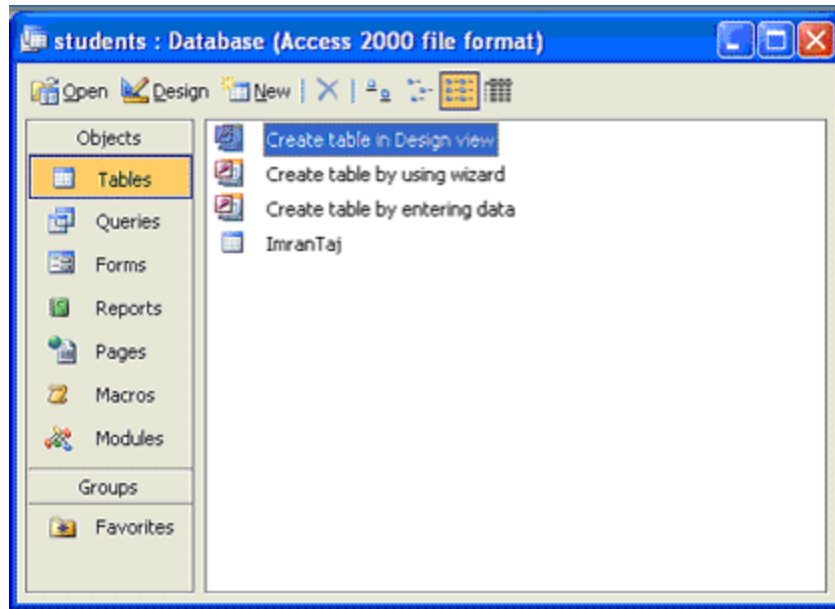 students : Database (Access 2000 file format)
Open Design New
Objects
Tables
Queries
Forms
Reports
Pages
Macros
Modules
Groups
Favorites
Create table in Design view
Create table by using wizard
Create table by entering data
ImranTaj